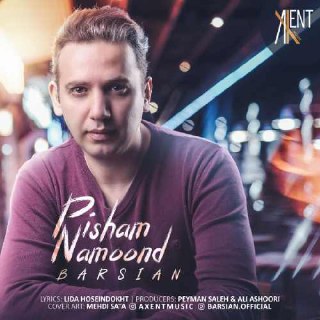 AXENT
Pisham
Namoond
BARSIAN
LYRICS: LIDA HOSEINDOKHT | PRODUCERS: PEYMAN SALEH & ALI ASHOORI
COVER ART: MEHDI SA'A AXENTMUSIC BARSIAN.OFFICIAL